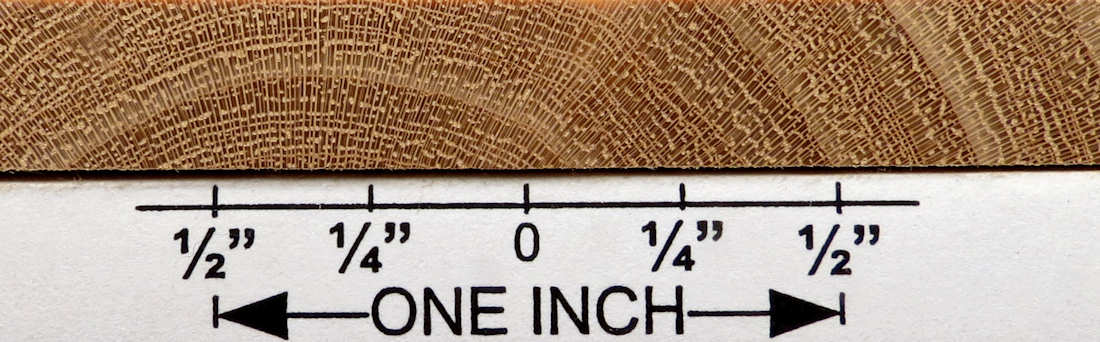 ½” ¼” 0 ¼” ½”
ONE INCH